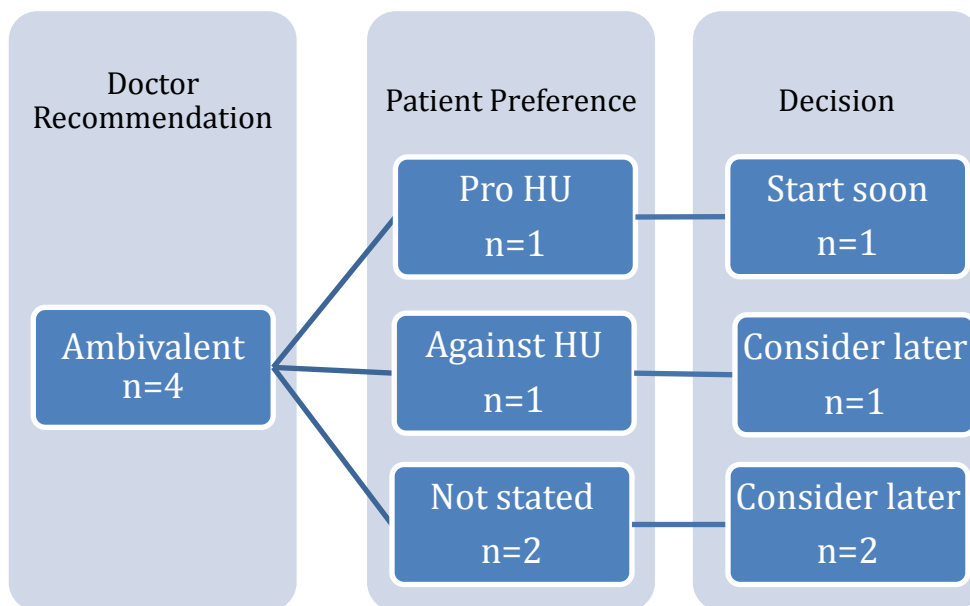 Doctor
Recommendation
Patient Preference
Decision
Ambivalent
n=4
Pro HU
n=1
Start soon
n=1
Against HU
n=1
Consider later
n=1
Not stated
n=2
Consider later
n=2